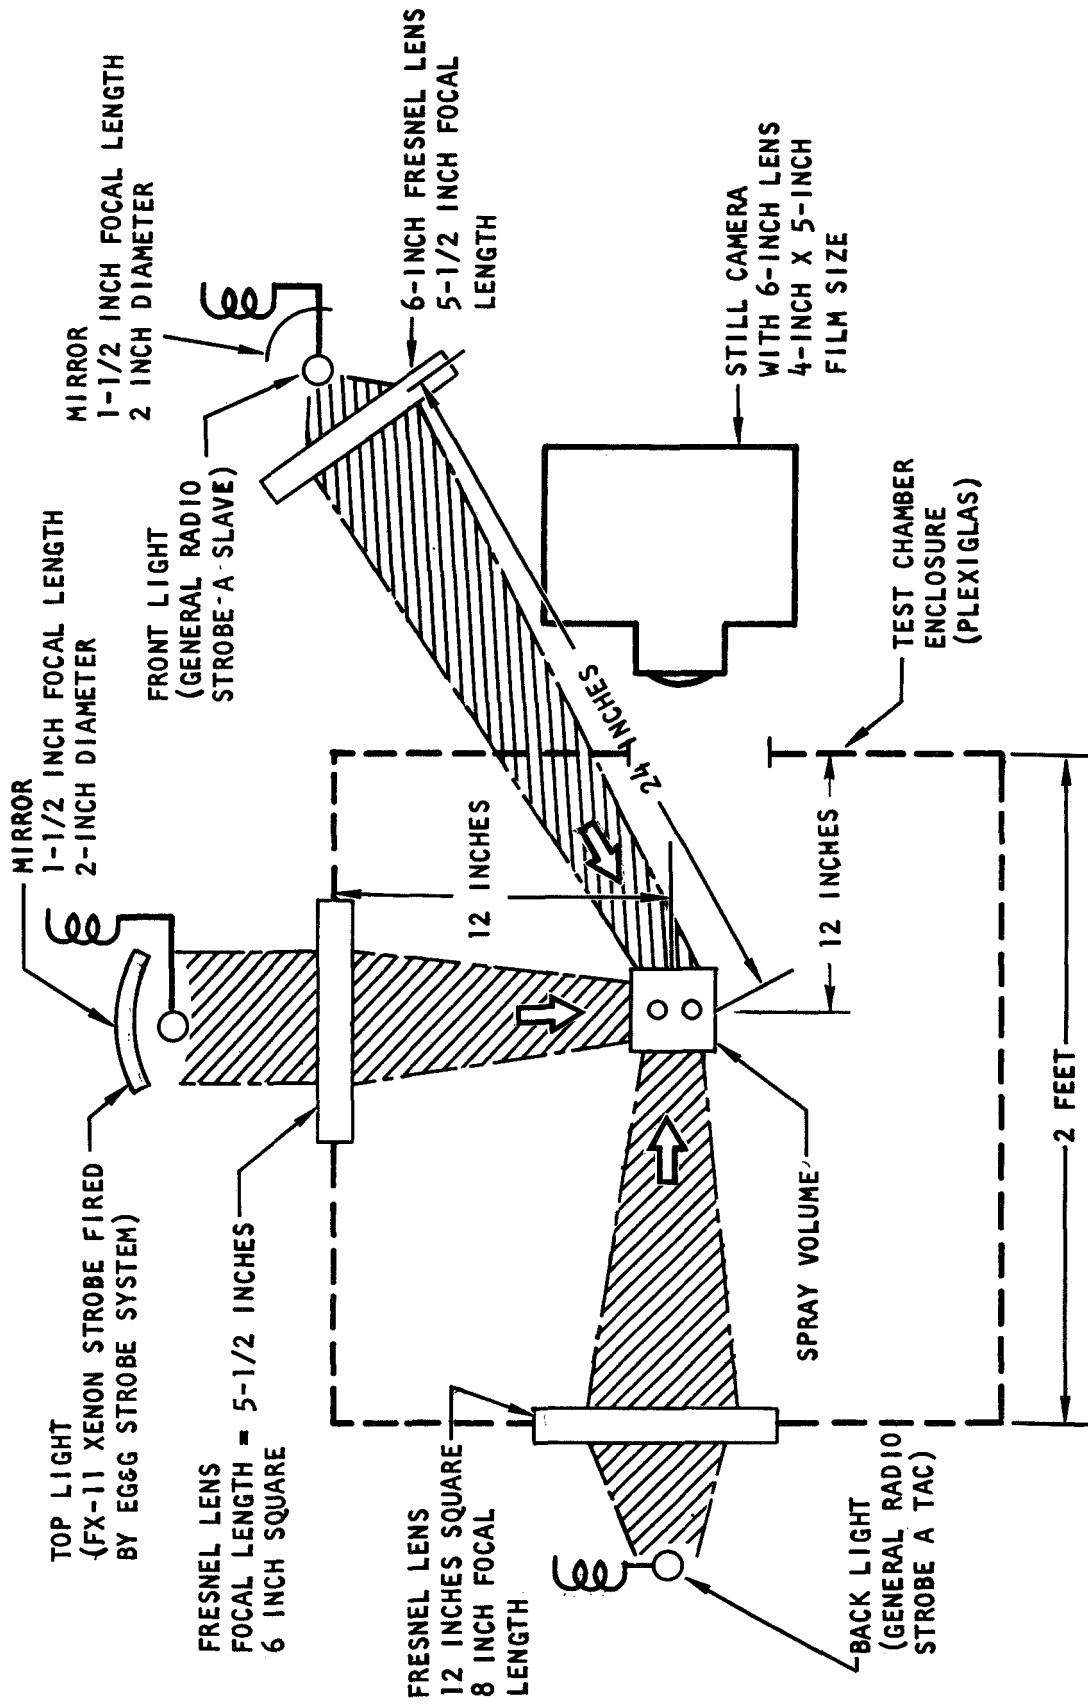 MIRROR
1-1/2 INCH FOCAL LENGTH
2-INCH DIAMETER
MIRROR
1-1/2 INCH FOCAL LENGTH
2 INCH DIAMETER
TOP LIGHT
(FX-11 XENON STROBE FIRED
BY EG&G STROBE SYSTEM)
FRONT LIGHT
(GENERAL RADIO
STROBE-A-SLAVE)
FRESNEL LENS
FOCAL LENGTH = 5-1/2 INCHES
6 INCH SQUARE
6-INCH FRESNEL LENS
5-1/2 INCH FOCAL
LENGTH
FRESNEL LENS
12 INCHES SQUARE
8 INCH FOCAL
LENGTH
12 INCHES
24 INCHES
STILL CAMERA
WITH 6-INCH LENS
4-INCH X 5-INCH
FILM SIZE
SPRAY VOLUME
12 INCHES
TEST CHAMBER
ENCLOSURE
(PLEXIGLAS)
BACK LIGHT
(GENERAL RADIO
STROBE A TAC)
2 FEET